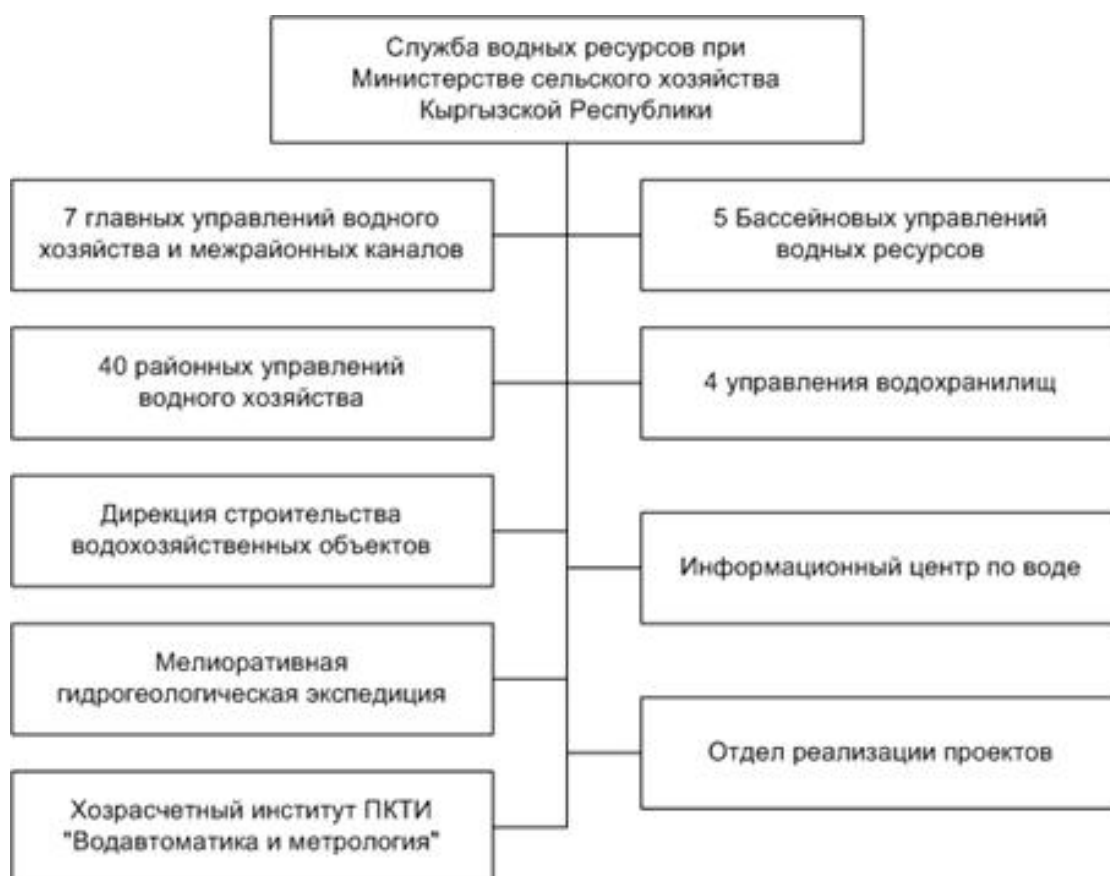 Служба водных ресурсов при
Министерстве сельского хозяйства
Кыргызской Республики
7 главных управлений водного
хозяйства и межрайонных каналов
5 Бассейновых управлений
водных ресурсов
40 районных управлений
водного хозяйства
4 управления водохранилищ
Дирекция строительства
водохозяйственных объектов
Информационный центр по воде
Мелиоративная
гидрогеологическая экспедиция
Отдел реализации проектов
Хозрасчетный институт ПКТИ
"Водавтоматика и метрология"